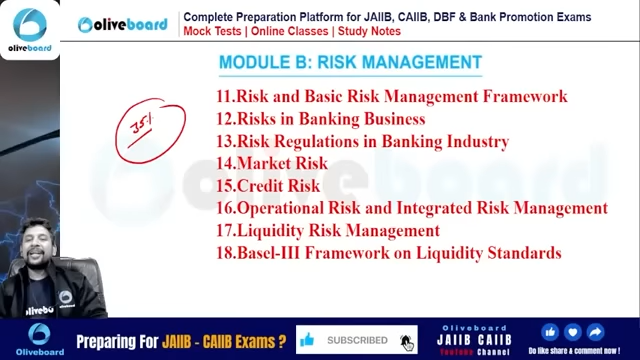 oliveboard
oliveboard
Complete Preparation Platform for JAIIB, CAIIB, DBF & Bank Promotion Exams
Mock Tests | Online Classes | Study Notes
MODULE B: RISK MANAGEMENT
11.Risk and Basic Risk Management Framework
12.Risks in Banking Business
13.Risk Regulations in Banking Industry
14.Market Risk
15.Credit Risk
16.Operational Risk and Integrated Risk Management
17.Liquidity Risk Management
18.Basel-III Framework on Liquidity Standards
35%
Oliveboard
Preparing For JAIIB - CAIIB Exams ?
SUBSCRIBED
Oliveboard
JAIIB CAIIB
YouTube Channel
Do like share & comment now !